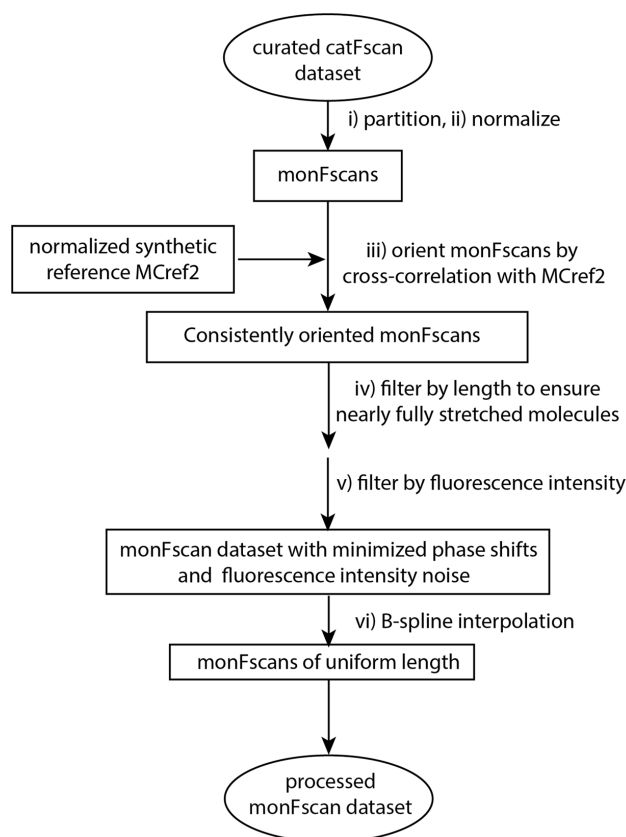 curated catFscan
dataset
i) partition, ii) normalize
monFscans
normalized synthetic
reference MCref2
iii) orient monFscans by
cross-correlation with MCref2
Consistently oriented monFscans
iv) filter by length to ensure
nearly fully stretched molecules
v) filter by fluorescence intensity
monFscan dataset with minimized phase shifts
and fluorescence intensity noise
vi) B-spline interpolation
monFscans of uniform length
processed
monFscan dataset